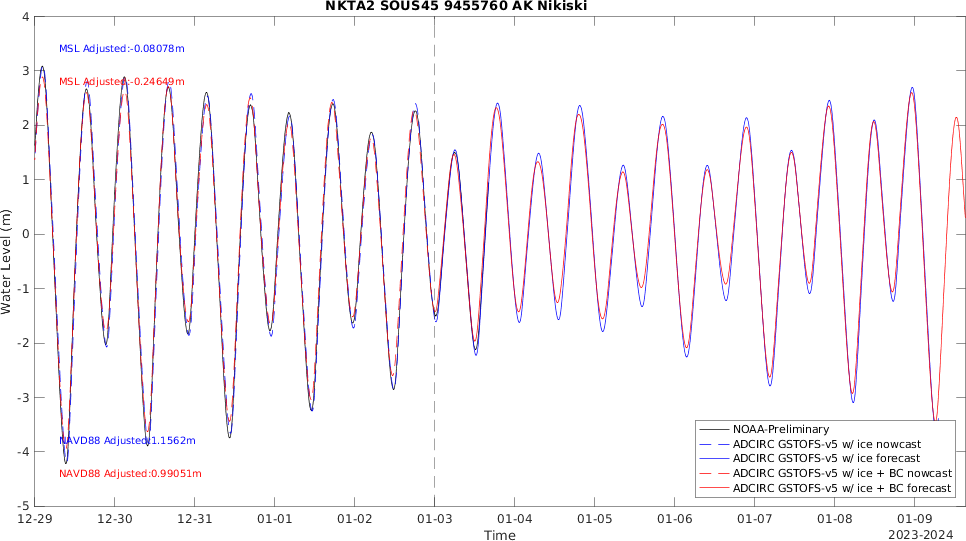 NKTA2 SOUS45 9455760 AK Nikiski
4
3
2
1
0
-1
-2
-3
-4
-5
Water Level (m)
MSL Adjusted:-0.08078m
MSL Adjusted:-0.24649m
NAVD88 Adjusted:1.1562m
NAVD88 Adjusted:0.99051m
NOAA-Preliminary
ADCIRC GSTOFS-v5 w/ ice nowcast
ADCIRC GSTOFS-v5 w/ ice forecast
ADCIRC GSTOFS-v5 w/ ice + BC nowcast
ADCIRC GSTOFS-v5 w/ ice + BC forecast
12-29 12-30 12-31 01-01 01-02 01-03 01-04 01-05 01-06 01-07 01-08 01-09
Time
2023-2024